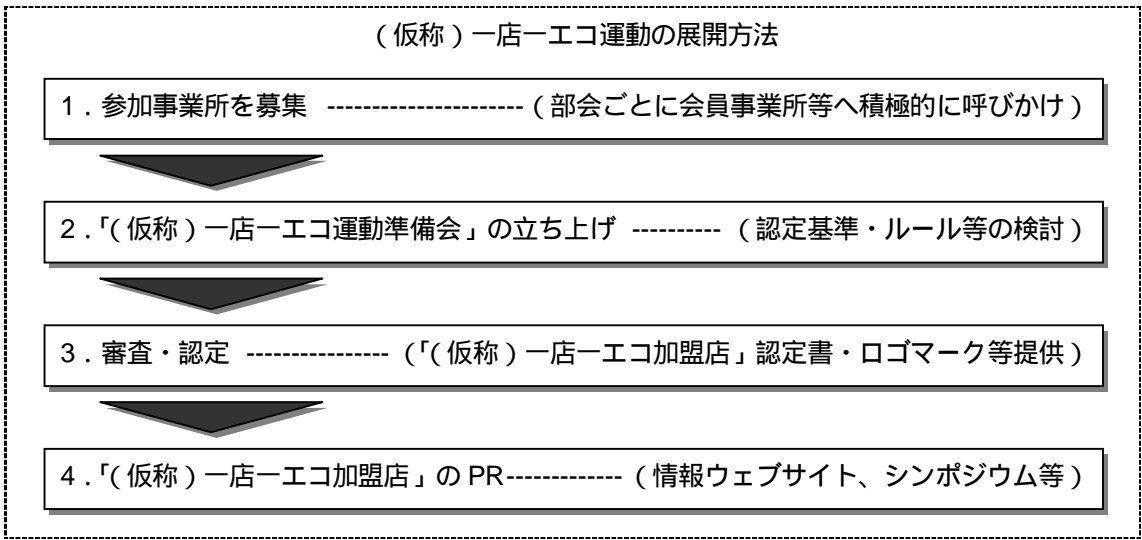 (仮称)一店一エコ運動の展開方法
1.参加事業所を募集 ----------------------(部会ごとに会員事業所等へ積極的に呼びかけ)
2.「(仮称)一店一エコ運動準備会」の立ち上げ ---------- (認定基準・ルール等の検討)
3.審査・認定 ---------------- (「(仮称)一店一エコ加盟店」認定書・ロゴマーク等提供)
4.「(仮称)一店一エコ加盟店」の PR-------------(情報ウェブサイト、シンポジウム等)